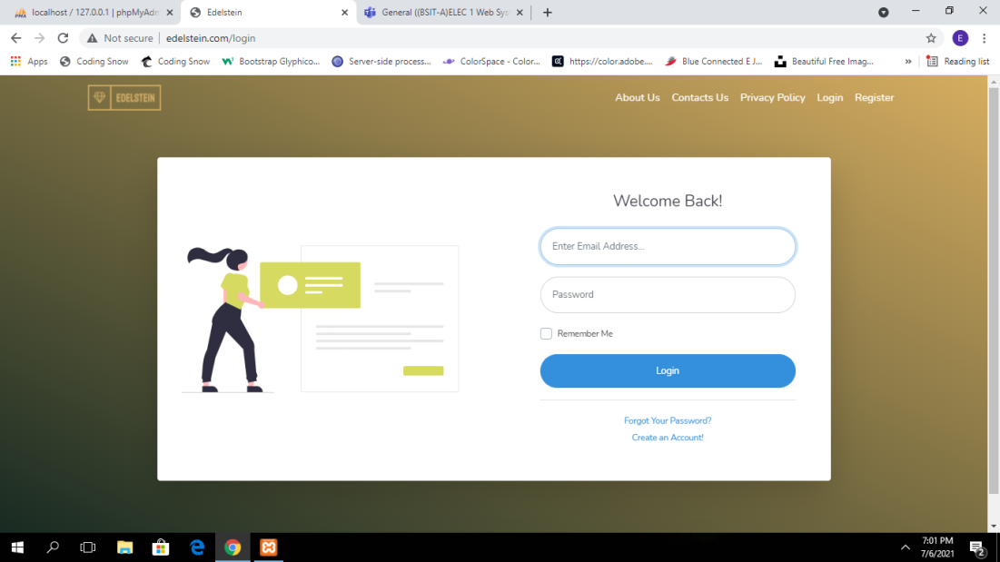 localhost / 127.0.0.1 | phpMyAdm
Edelstein
General ((BSIT-A)ELEC 1 Web Syst
Not secure
edelstein.com/login
E
Apps
Coding Snow
Coding Snow
Bootstrap Glyphico...
Server-side process...
ColorSpace - Color...
https://color.adobe....
Blue Connected E J...
Beautiful Free Imag...
»
Reading list
EDELSTEIN
About Us
Contacts Us
Privacy Policy
Login
Register
Welcome Back!
Enter Email Address...
Password
Remember Me
Login
Forgot Your Password?
Create an Account!
7:01 PM
7/6/2021
2